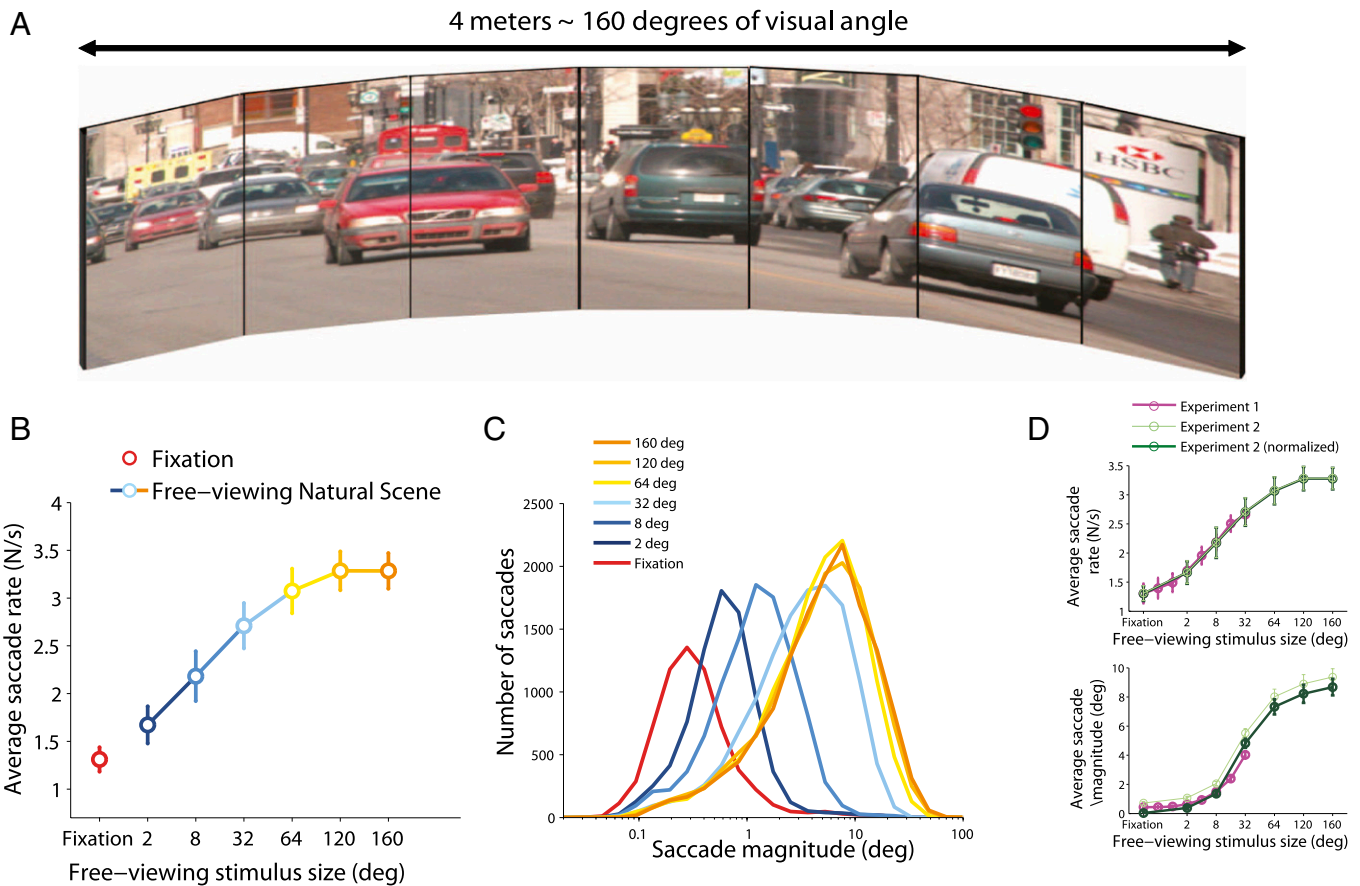 A
4 meters ~ 160 degrees of visual angle
HSBC
B
Fixation
Free-viewing Natural Scene
Average saccade rate (N/s)
4
3.5
3
2.5
2
1.5
1
Fixation 2 8 32 64 120 160
Free-viewing stimulus size (deg)
C
160 deg
120 deg
64 deg
32 deg
8 deg
2 deg
Fixation
Number of saccades
2500
2000
1500
1000
500
0
0.1 1 10 100
Saccade magnitude (deg)
D
Experiment 1
Experiment 2
Experiment 2 (normalized)
Average saccade
rate (N/s)
3.5
3
2.5
2
1.5
1
Fixation 2 8 32 64 120 160
Free-viewing stimulus size (deg)
Average saccade
\magnitude (deg)
10
8
6
4
2
0
Fixation 2 8 32 64 120 160
Free-viewing stimulus size (deg)